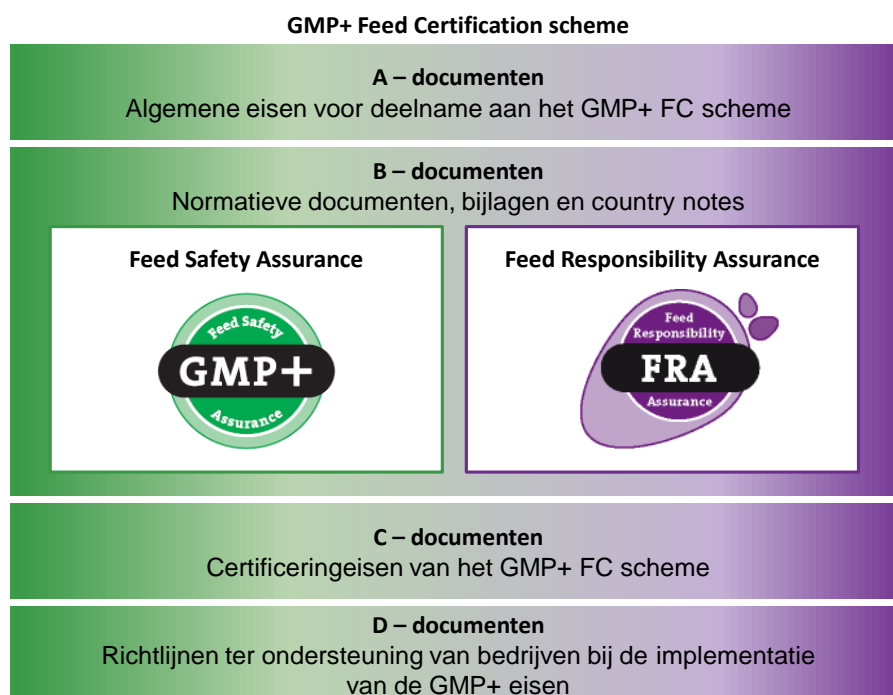 GMP+ Feed Certification scheme
A – documenten
Algemene eisen voor deelname aan het GMP+ FC scheme
B – documenten
Normatieve documenten, bijlagen en country notes
Feed Safety Assurance
Feed Safety
GMP+
Assurance
Feed Responsibility Assurance
Feed
Responsibility
FRA
Assurance
C – documenten
Certificeringeisen van het GMP+ FC scheme
D – documenten
Richtlijnen ter ondersteuning van bedrijven bij de implementatie
van de GMP+ eisen